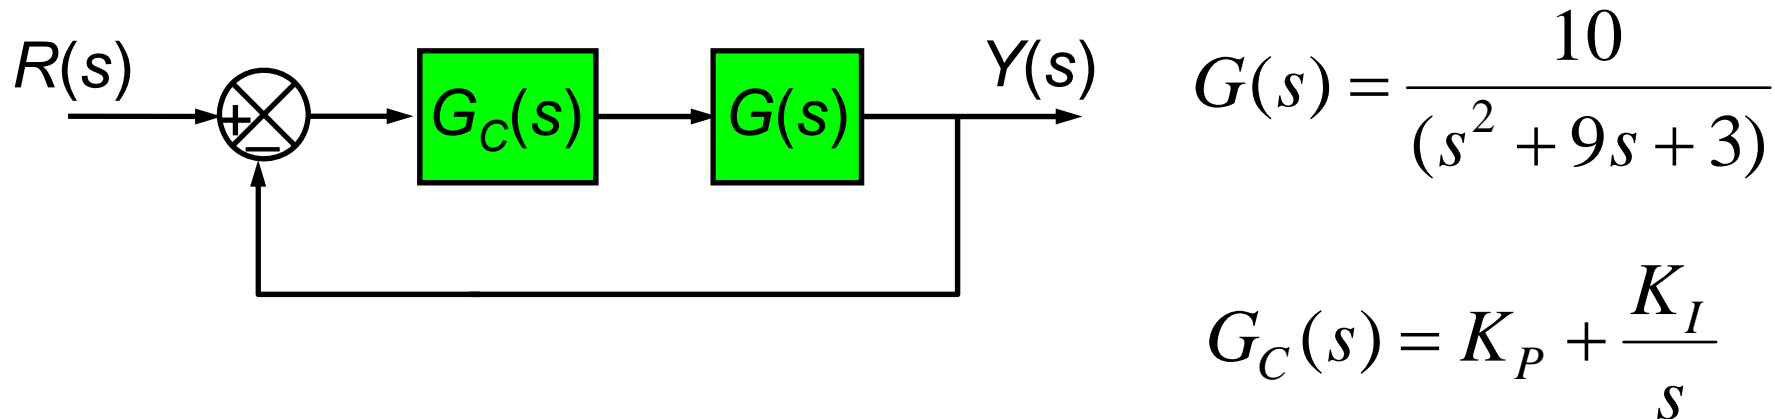 R(s)
+
−
G_C(s)
G(s)
Y(s)
G(s) = 10 / (s^2 + 9s + 3)
G_C(s) = K_P + K_I / s